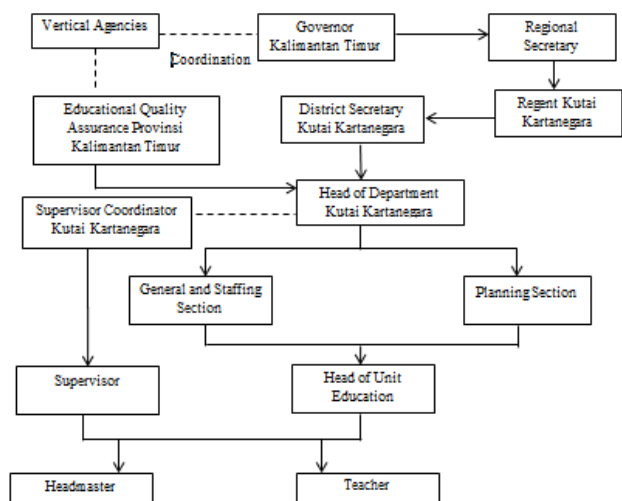 Vertical Agencies
Governor
Kalimantan Timur
Regional
Secretary
Coordination
Educational Quality
Assurance Provinsi
Kalimantan Timur
District Secretary
Kutai Kartanegara
Regent Kutai
Kartanegara
Supervisor Coordinator
Kutai Kartanegara
Head of Department
Kutai Kartanegara
General and Staffing
Section
Planning Section
Supervisor
Head of Unit
Education
Headmaster
Teacher